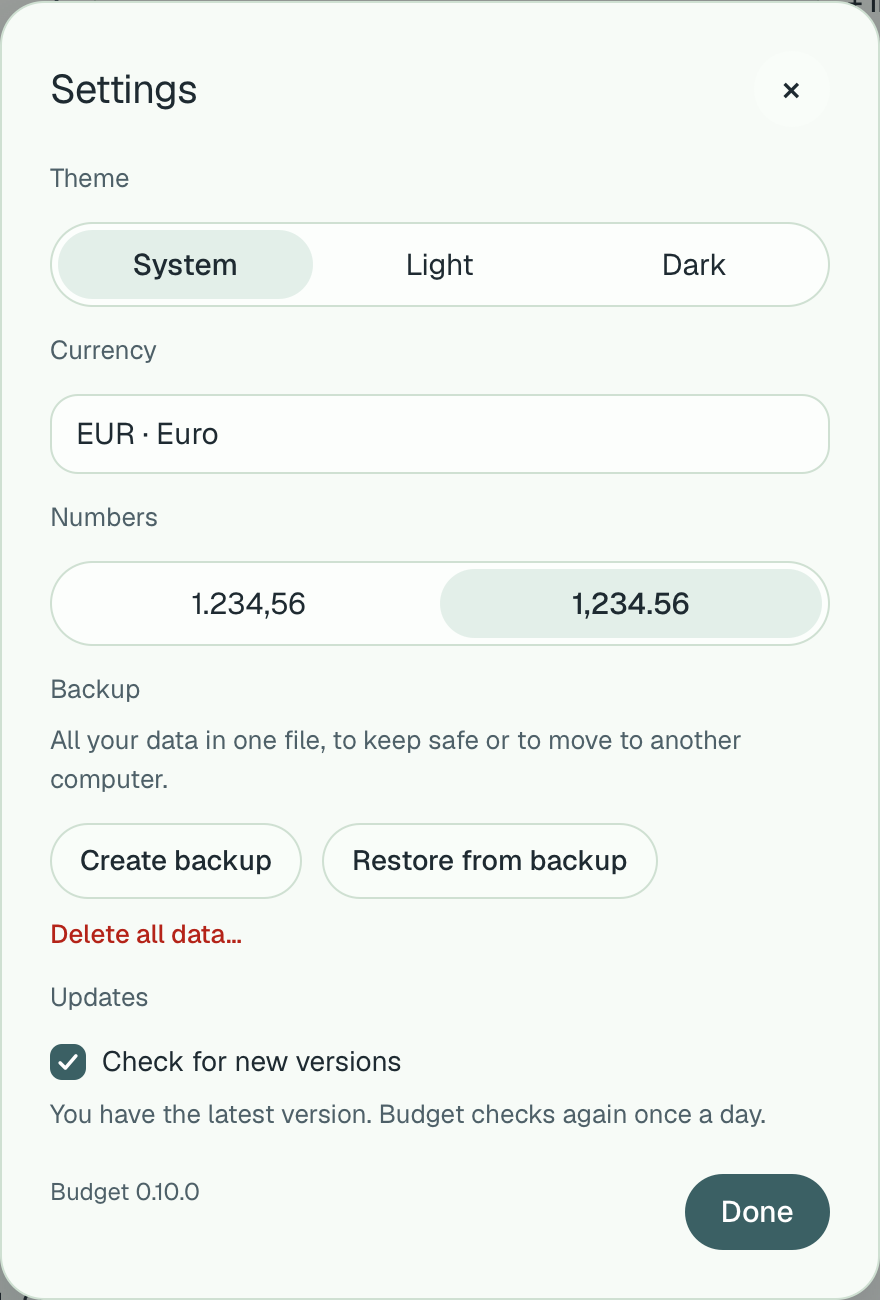 Settings
Theme
System Light Dark
Currency
EUR · Euro
Numbers
1.234,56 1,234.56
Backup
All your data in one file, to keep safe or to move to another
computer.
Create backup Restore from backup
Delete all data...
Updates
Check for new versions
You have the latest version. Budget checks again once a day.
Budget 0.10.0
Done